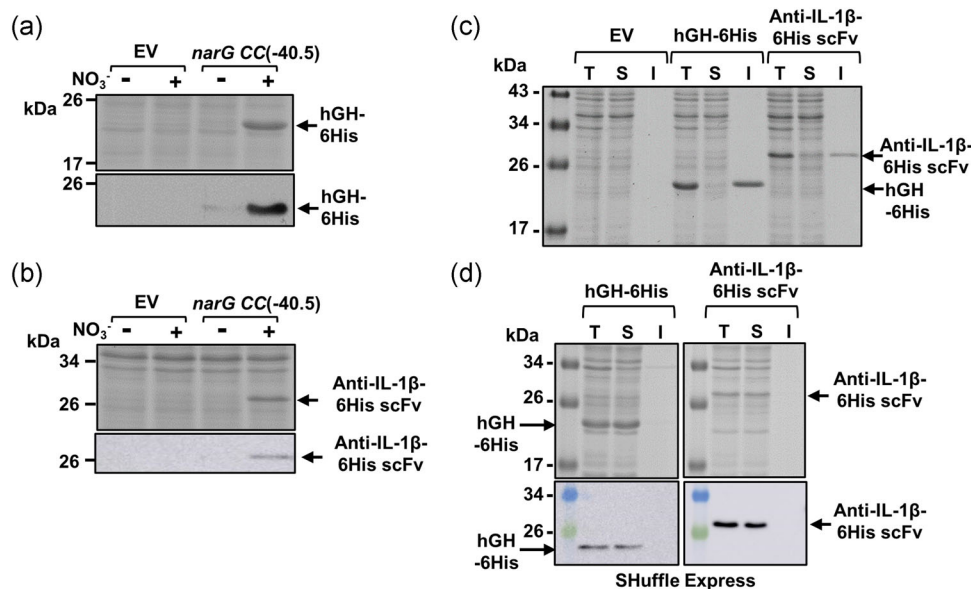 (a)
EV narG CC(-40.5)
NO3- - + - +
kDa
26
17
hGH-
6His
26
hGH-
6His
(b)
EV narG CC(-40.5)
NO3- - + - +
kDa
34
26
Anti-IL-1β-
6His scFv
26
Anti-IL-1β-
6His scFv
(c)
EV hGH-6His Anti-IL-1β-
6His scFv
kDa T S I T S I T S I
43
34
26
17
Anti-IL-1β-
6His scFv
hGH
-6His
(d)
hGH-6His Anti-IL-1β-
6His scFv
kDa T S I T S I
34
26
17
hGH
-6His
Anti-IL-1β-
6His scFv
34
26
hGH
-6His
Anti-IL-1β-
6His scFv
SHuffle Express